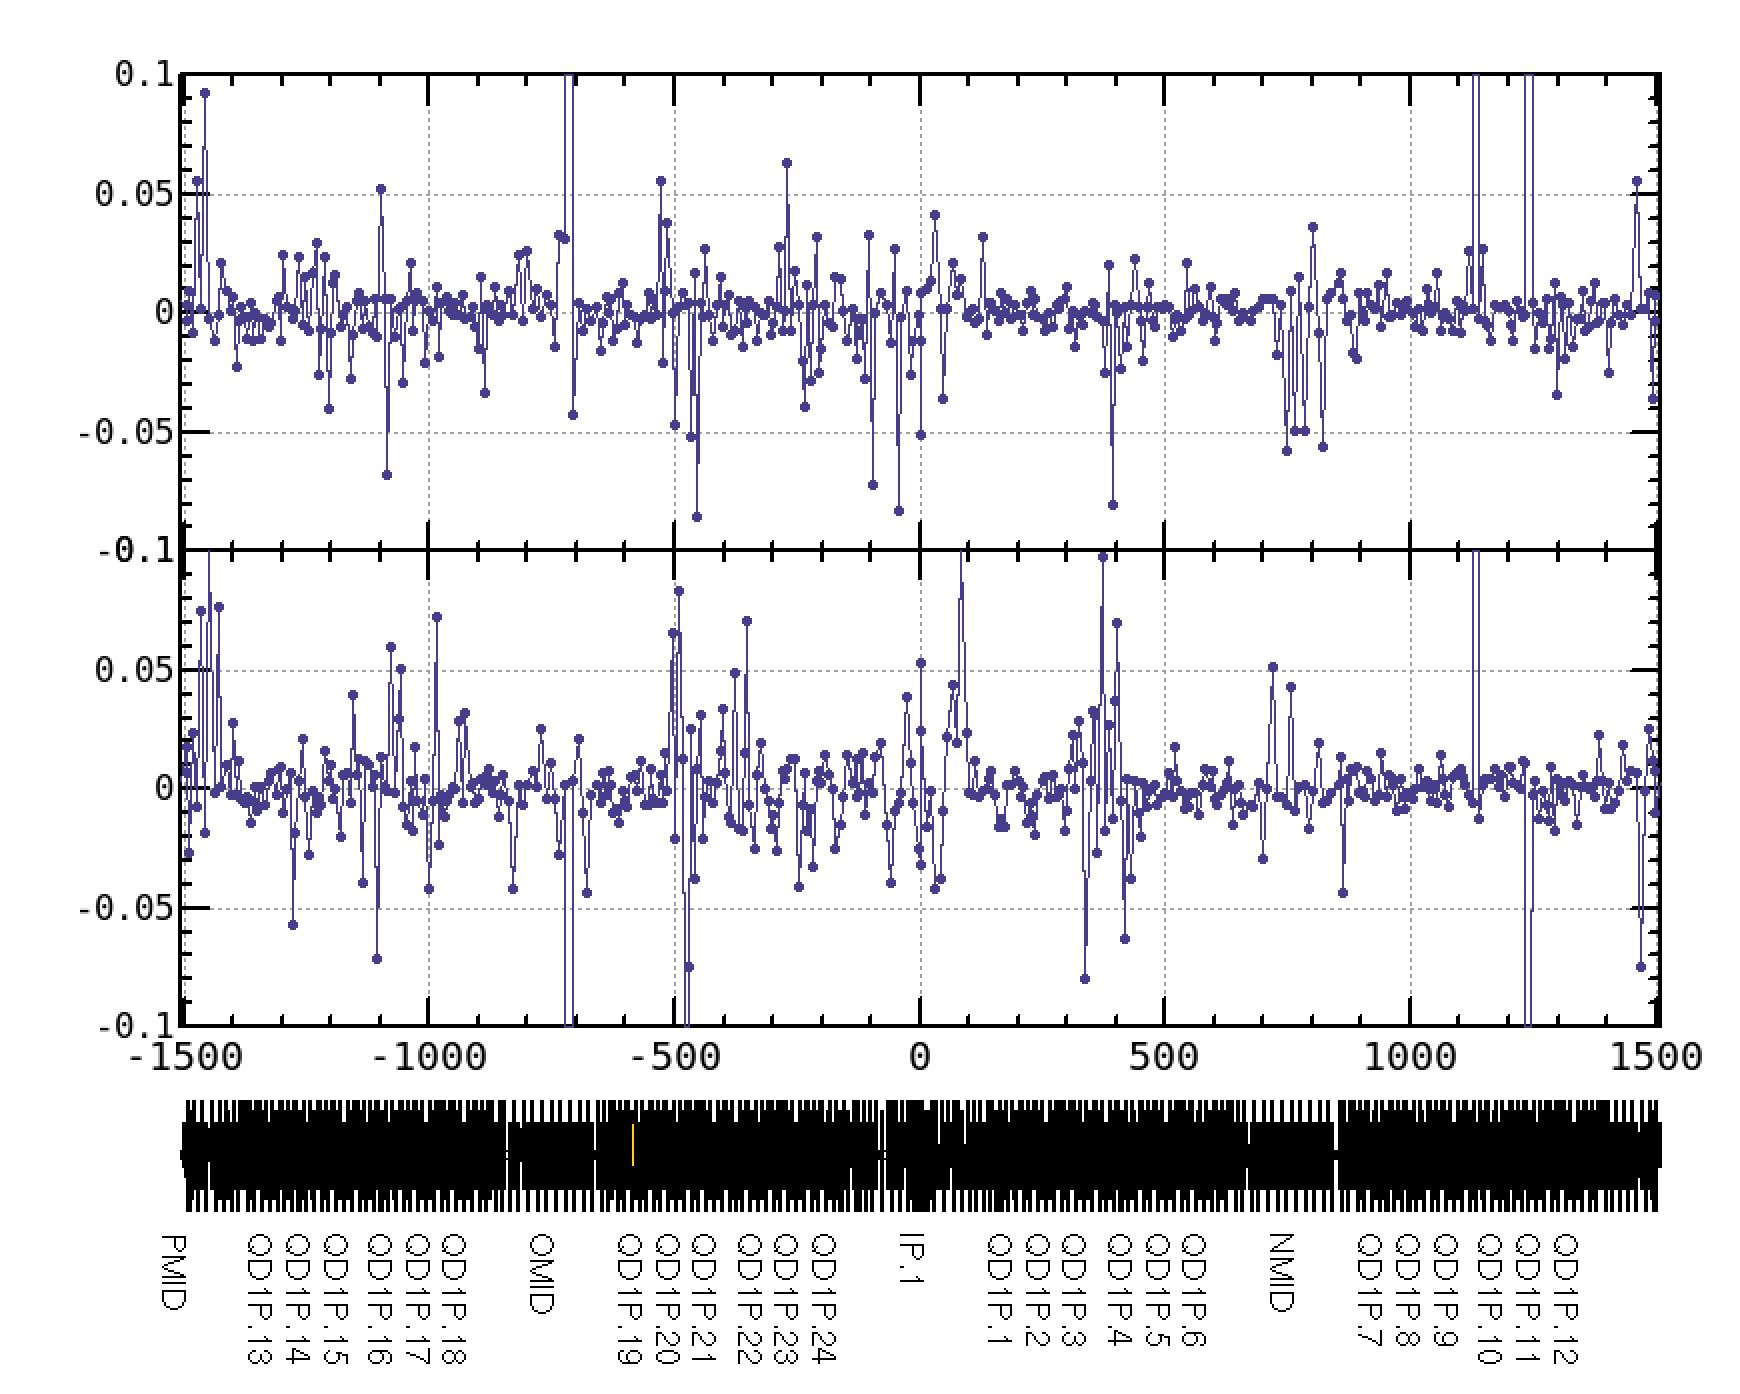 0.1
0.05
0
-0.05
-0.1
0.05
0
-0.05
-0.1
-1500 -1000 -500 0 500 1000 1500
PMID
QD1P.13
QD1P.14
QD1P.15
QD1P.16
QD1P.17
QD1P.18
OMID
QD1P.19
QD1P.20
QD1P.21
QD1P.22
QD1P.23
QD1P.24
IP.1
QD1P.1
QD1P.2
QD1P.3
QD1P.4
QD1P.5
QD1P.6
NMID
QD1P.7
QD1P.8
QD1P.9
QD1P.10
QD1P.11
QD1P.12